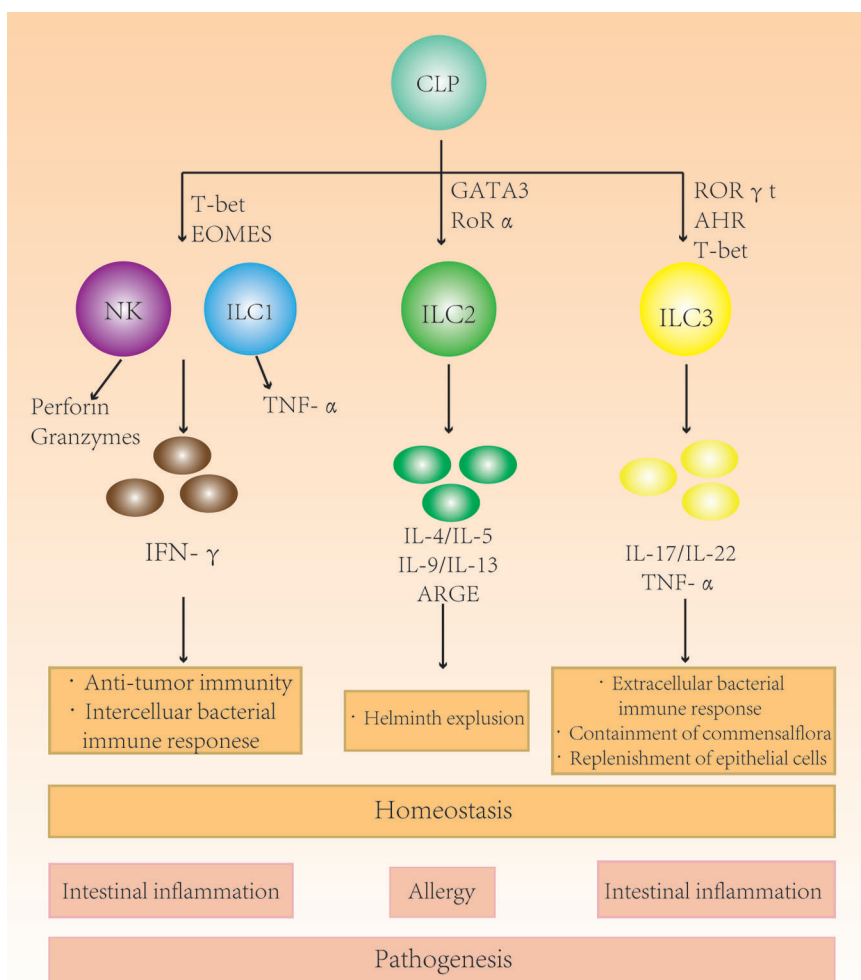 CLP
T-bet
EOMES
GATA3
RoR α
ROR γ t
AHR
T-bet
NK
ILC1
ILC2
ILC3
Perforin
Granzymes
TNF- α
IFN- γ
IL-4/IL-5
IL-9/IL-13
ARGE
IL-17/IL-22
TNF- α
· Anti-tumor immunity
· Intercelluar bacterial
immune responese
· Helminth explusion
· Extracellular bacterial
immune response
· Containment of commensalflora
· Replenishment of epithelial cells
Homeostasis
Intestinal inflammation
Allergy
Intestinal inflammation
Pathogenesis